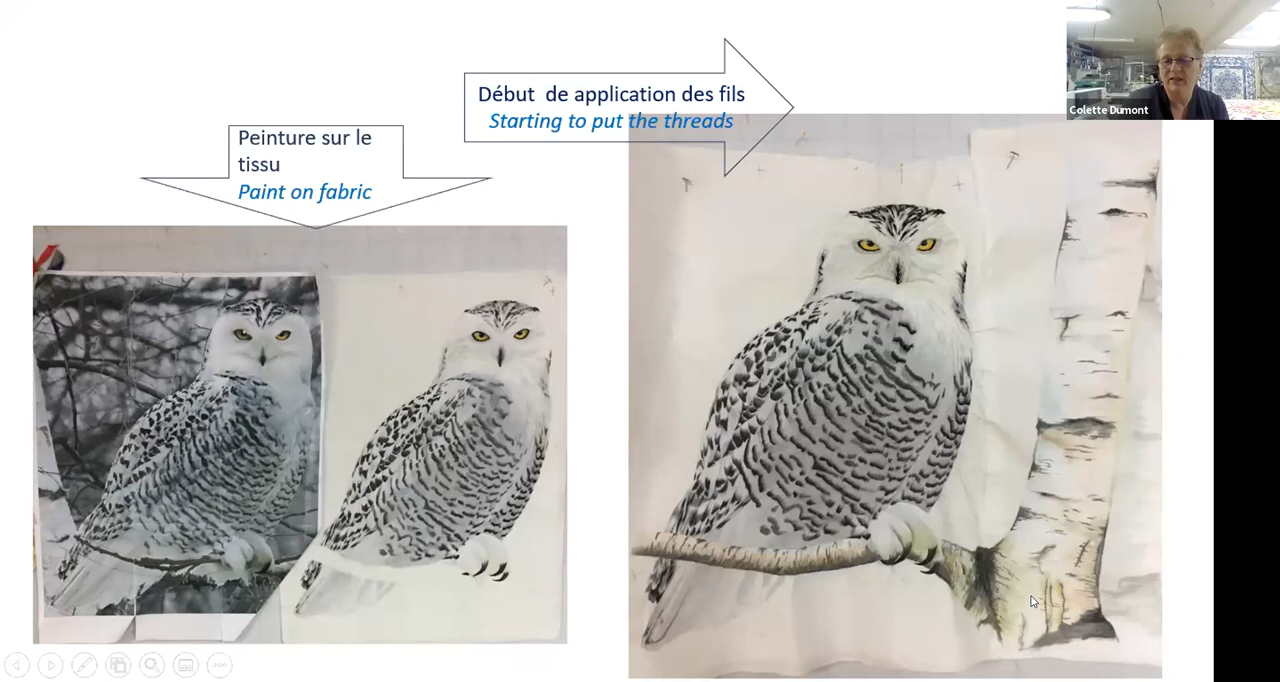 Peinture sur le
tissu
Paint on fabric
Début  de application des fils
Starting to put the threads
Colette Dumont